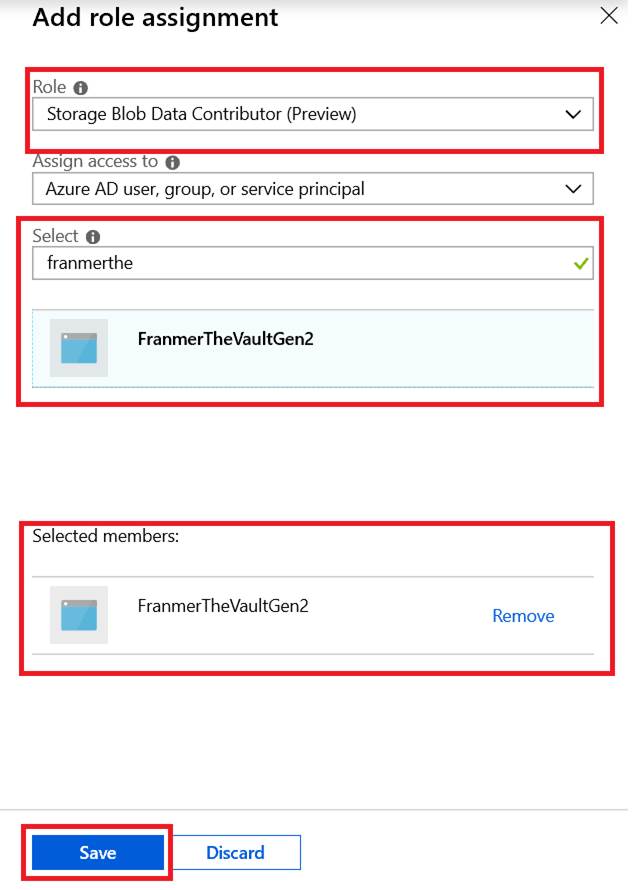 Add role assignment
Role
Storage Blob Data Contributor (Preview)
Assign access to
Azure AD user, group, or service principal
Select
franmerthe
FranmerTheVaultGen2
Selected members:
FranmerTheVaultGen2
Remove
Save
Discard